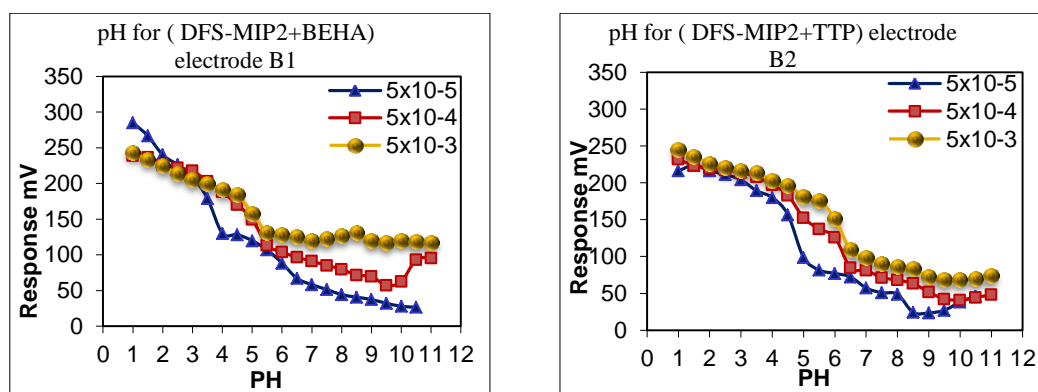 pH for ( DFS-MIP2+BEHA)
electrode B1
350
300
250
200
150
100
50
0
Response mV
5x10-5
5x10-4
5x10-3
0 1 2 3 4 5 6 7 8 9 10 11 12
PH
pH for ( DFS-MIP2+TTP) electrode
B2
350
300
250
200
150
100
50
0
Response mV
5x10-5
5x10-4
5x10-3
0 1 2 3 4 5 6 7 8 9 10 11 12
PH